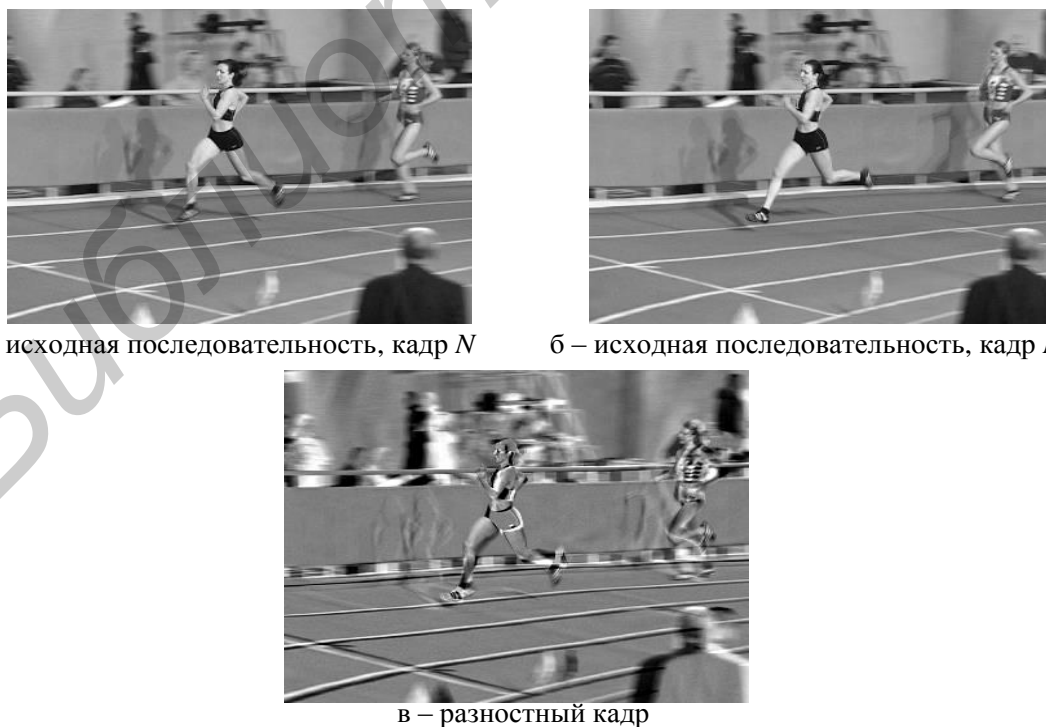 исходная последовательность, кадр N
б – исходная последовательность, кадр
в – разностный кадр